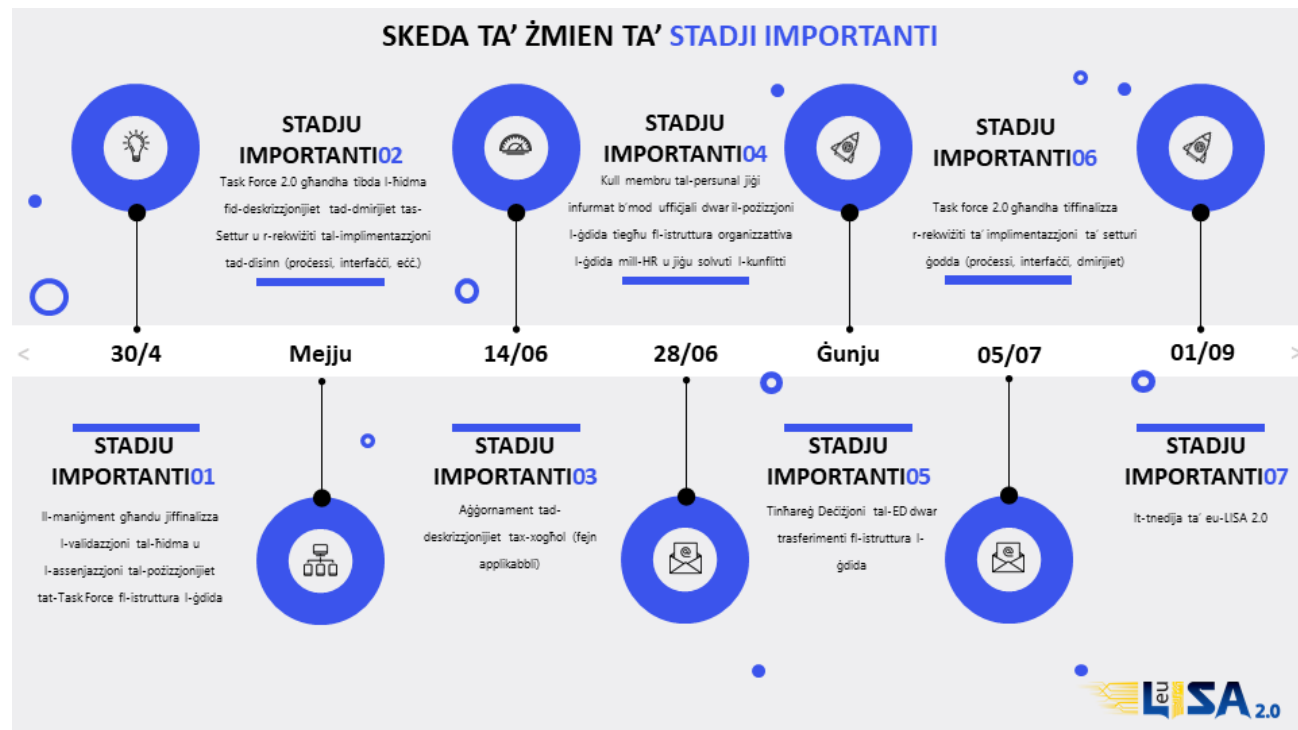 SKEDA TA’ ŻMIEN TA’ STADJI IMPORTANTI
STADJU
IMPORTANTI02
Task Force 2.0 għandha tibda l-ħidma
fid-deskrizzjonijiet tad-dmirijiet tas-
Settur u r-rekwiżiti tal-implimentazzjoni
tad-disinn (proċessi, interfaċċi, eċċ.)
STADJU
IMPORTANTI04
Kull membru tal-persunal jiġi
infurmat b’mod uffiċjali dwar il-pożizzjoni
l-ġdida tiegħu fl-istruttura organizzattiva
l-ġdida mill-HR u jiġu solvuti l-kunflitti
STADJU
IMPORTANTI06
Task force 2.0 għandha tiffinalizza
r-rekwiżiti ta’ implimentazzjoni ta’ setturi
ġodda (proċessi, interfaċċi, dmirijiet)
< 30/4 Mejju 14/06 28/06 Ġunju 05/07 01/09 >
STADJU
IMPORTANTI01
Il-maniġment għandu jiffinalizza
l-validazzjoni tal-ħidma u
l-assenjazzjoni tal-pożizzjonijiet
tat-Task Force fl-istruttura l-ġdida
STADJU
IMPORTANTI03
Aġġornament tad-
deskrizzjonijiet tax-xogħol (fejn
applikabbli)
STADJU
IMPORTANTI05
Tinħareġ Deċiżjoni tal-ED dwar
trasferimenti fl-istruttura l-
ġdida
STADJU
IMPORTANTI07
It-tnedija ta’ eu-LISA 2.0
eu LISA 2.0